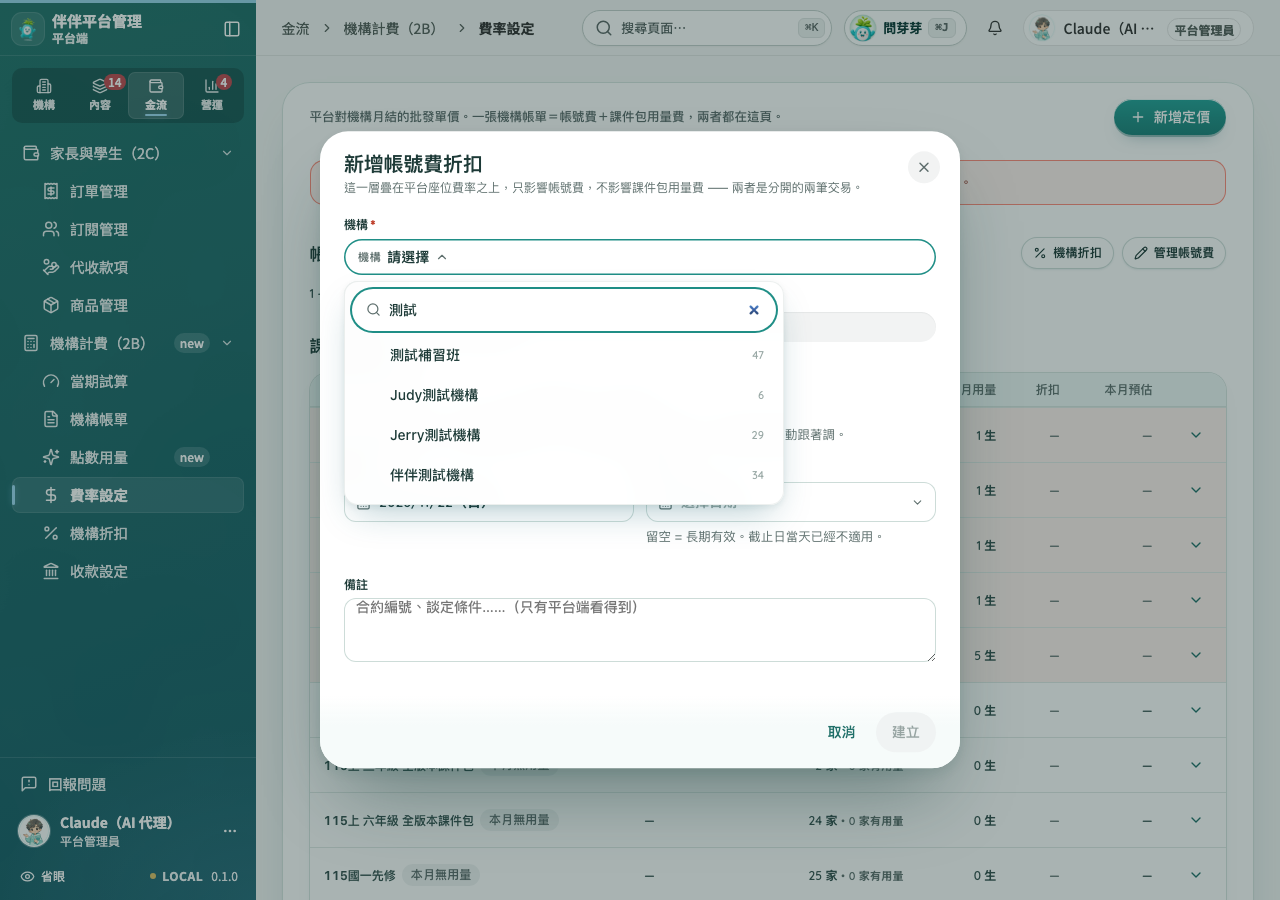 伴伴平台管理
平台端
機構
14
內容
金流
4
營運
家長與學生（2C）
訂單管理
訂閱管理
代收款項
商品管理
機構計費（2B） new
當期試算
機構帳單
點數用量 new
費率設定
機構折扣
收款設定
回報問題
Claude（AI 代理）
平台管理員
省眼
LOCAL 0.1.0
金流 > 機構計費（2B） > 費率設定
搜尋頁面⋯ ⌘K
問芽芽 ⌘J
Claude（AI ⋯ 平台管理員
平台對機構月結的批發單價。一張機構帳單＝帳號費＋課件包用量費，兩者都在這頁。
+ 新增定價
機構折扣
管理帳號費
新增帳號費折扣
這一層疊在平台座位費率之上，只影響帳號費，不影響課件包用量費 —— 兩者是分開的兩筆交易。
機構 *
機構 請選擇
測試
測試補習班 47
Judy測試機構 6
Jerry測試機構 29
伴伴測試機構 34
動跟著調。
留空 = 長期有效。截止日當天已經不適用。
備註
合約編號、談定條件……（只有平台端看得到）
取消
建立
月用量 折扣 本月預估
1 生 — —
1 生 — —
1 生 — —
1 生 — —
5 生 — —
0 生 — —
0 生 — —
115上 六年級 全版本課件包 本月無用量 — 24 家・0 家有用量 0 生 — —
115國一先修 本月無用量 — 25 家・0 家有用量 0 生 — —